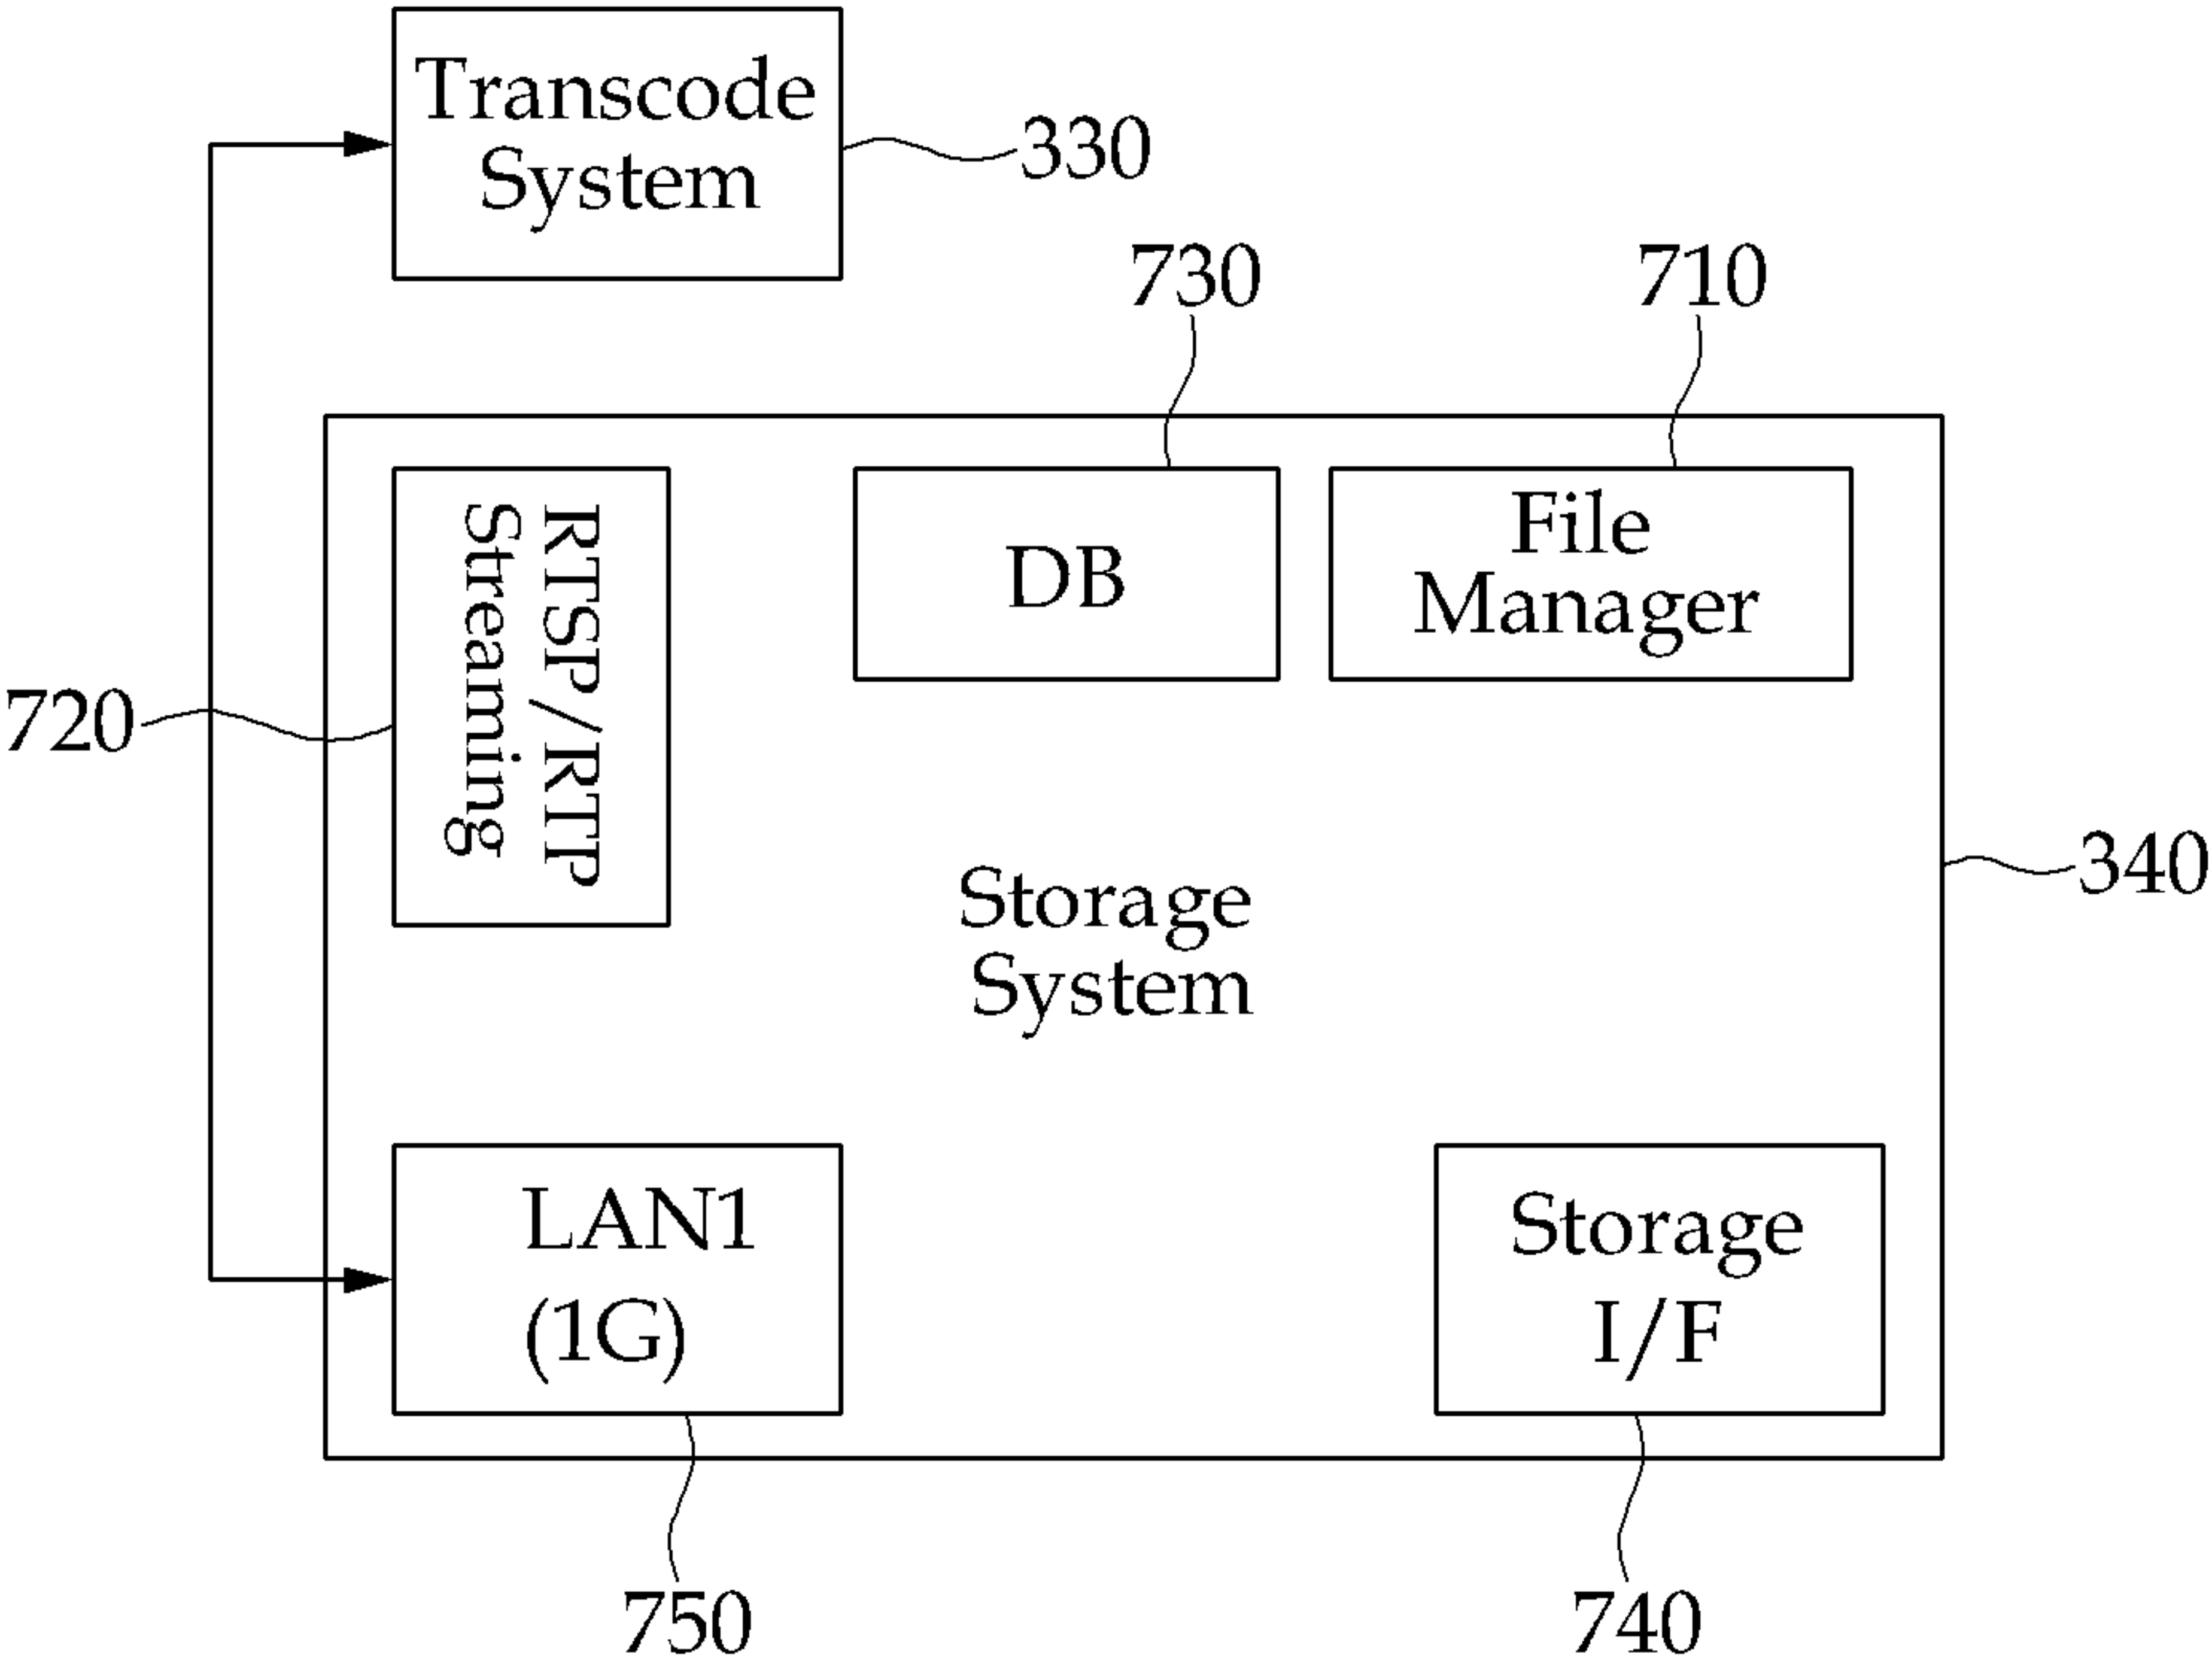 Transcode
System
330
730
710
RTSP/RTP
Streaming
DB
File
Manager
720
Storage
System
340
LAN1
(1G)
Storage
I/F
750
740